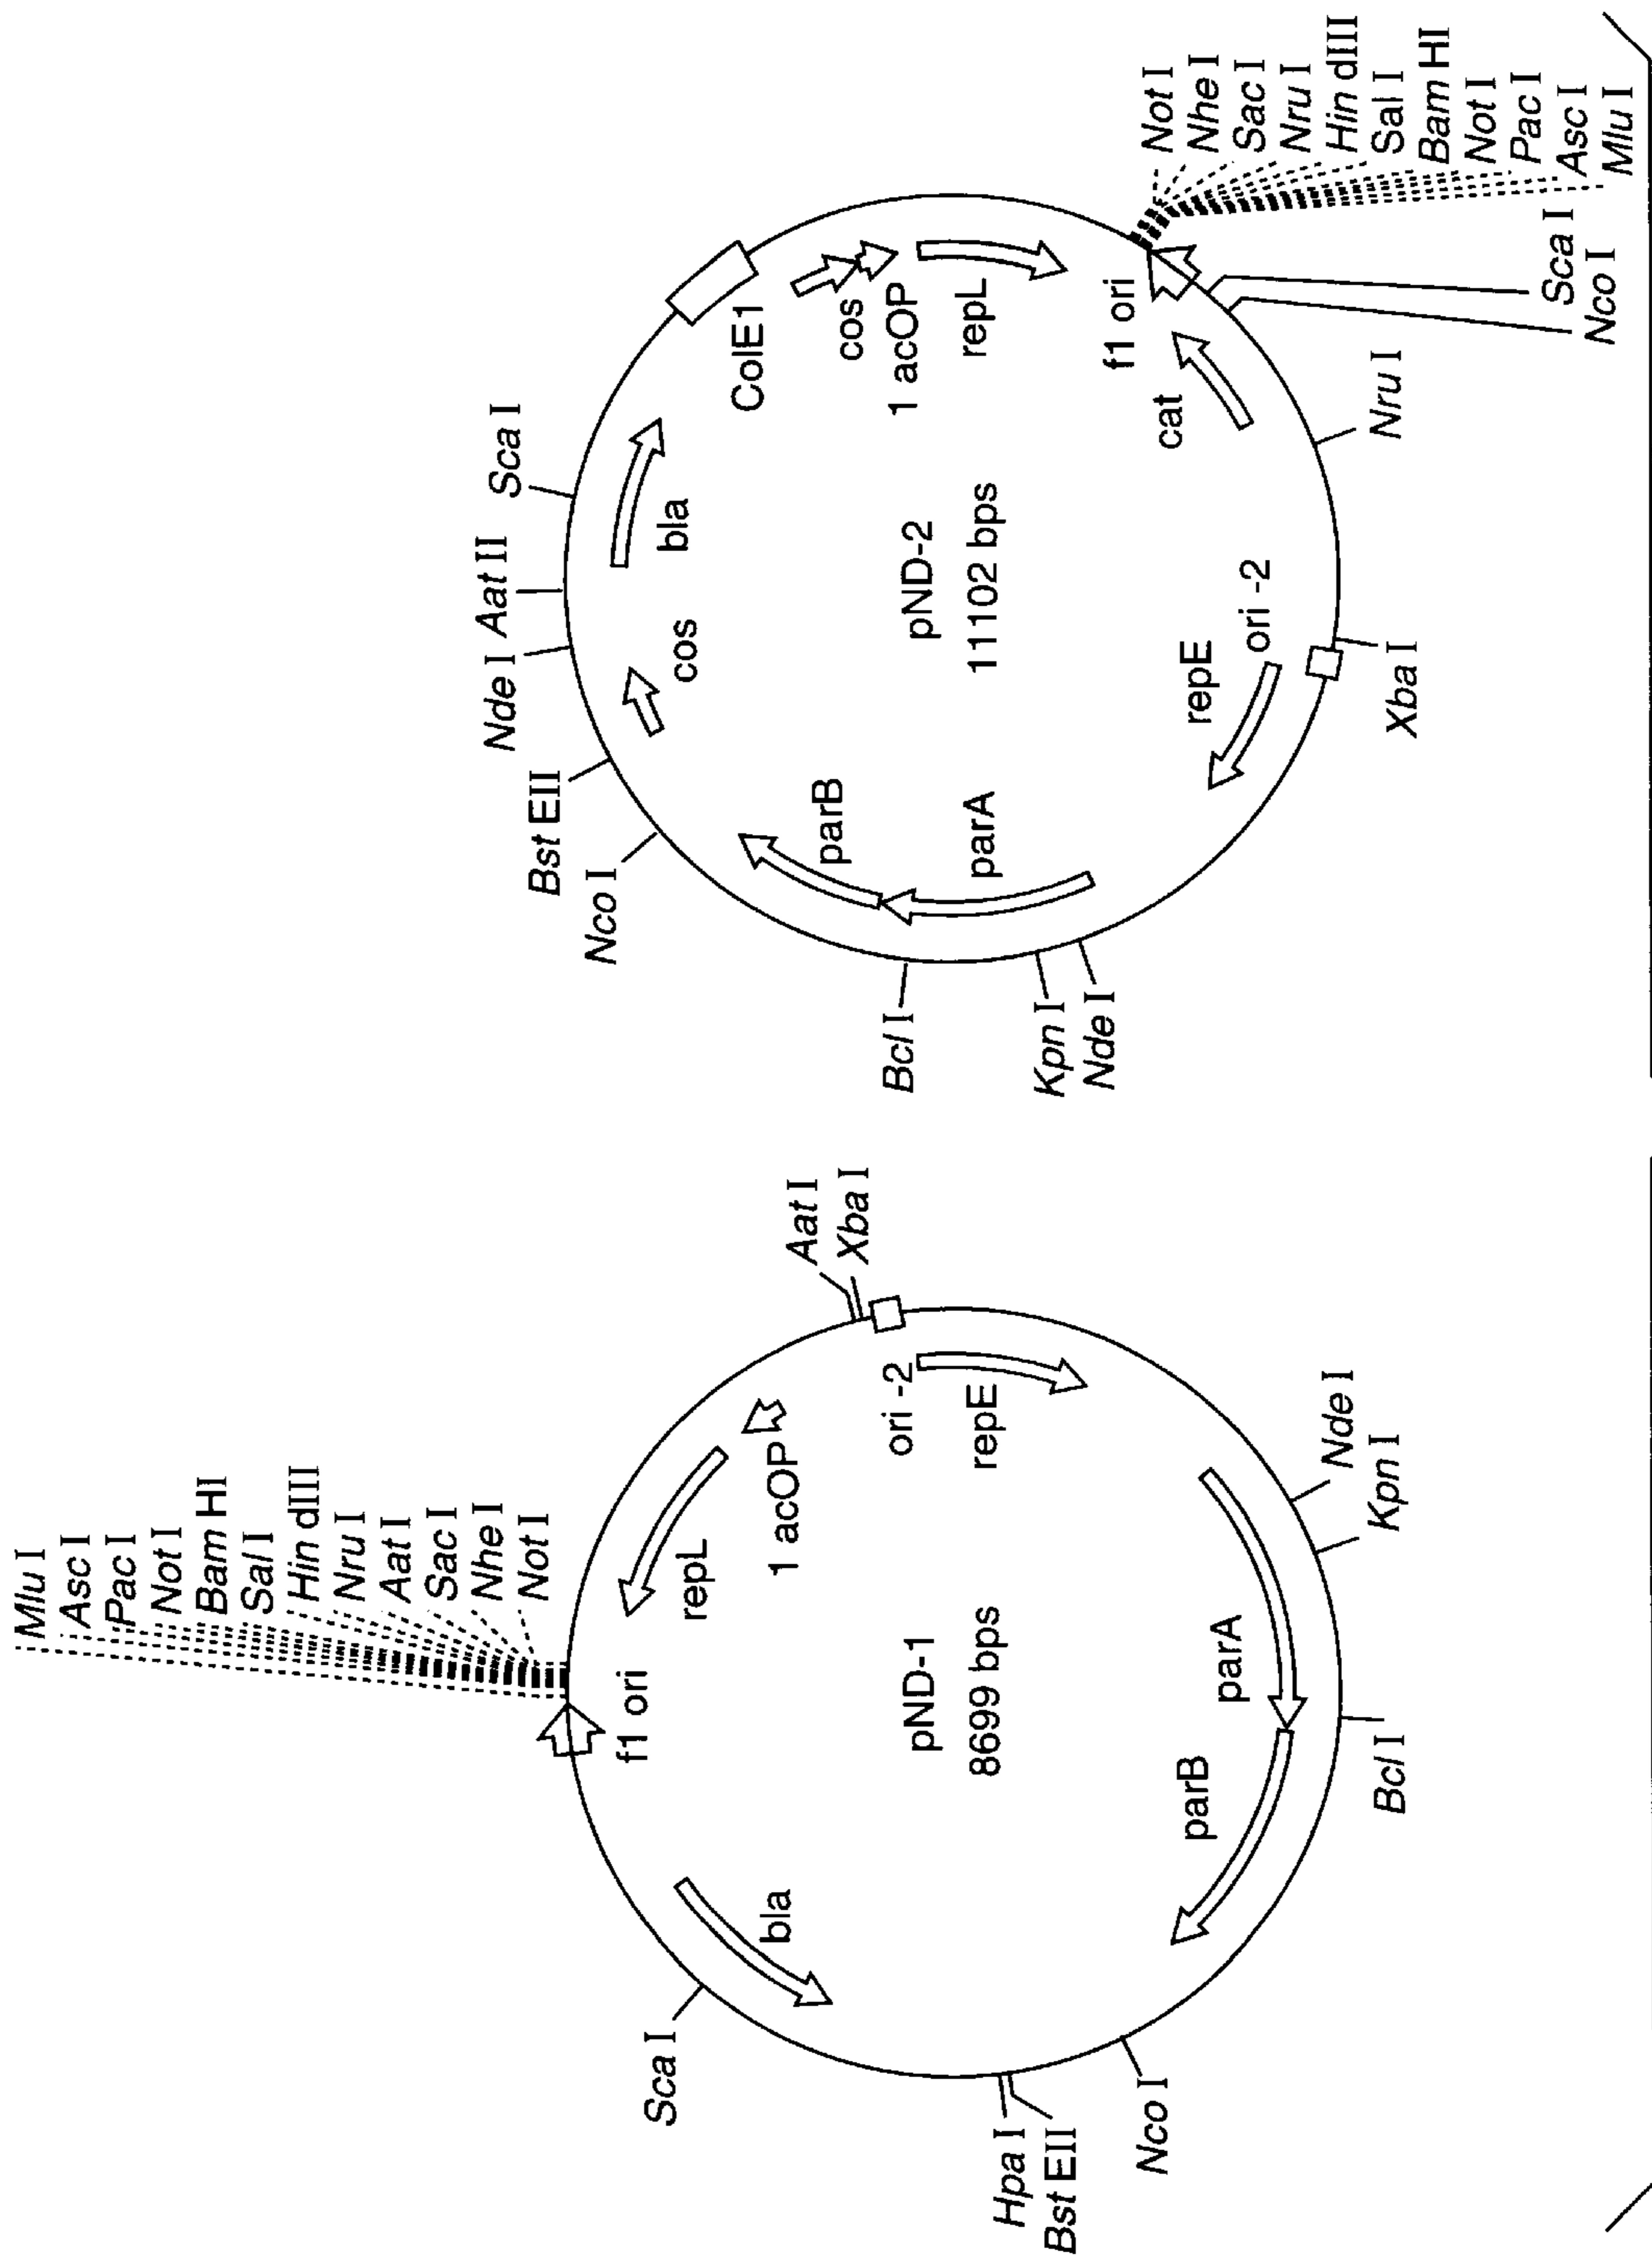 Mlu I
Asc I
Pac I
Not I
Bam HI
Sal I
Hin dIII
Nru I
Aat I
Sac I
Nhe I
Not I
f1 ori
repL
1 acOP
Aat I
Xba I
ori -2
repE
Nde I
Kpn I
parA
Bcl I
parB
Nco I
Bst EII
Hpa I
Sca I
bla
pND-1
8699 bps
Nde I
Aat II
Sca I
bla
ColE1
cos
1 acOP
repL
f1 ori
Not I
Nhe I
Sac I
Nru I
Hin dIII
Sal I
Bam HI
Not I
Pac I
Asc I
Mlu I
Sca I
Nco I
cat
Nru I
ori -2
Xba I
repE
Nde I
Kpn I
parA
Bcl I
parB
Nco I
Bst EII
cos
pND-2
11102 bps